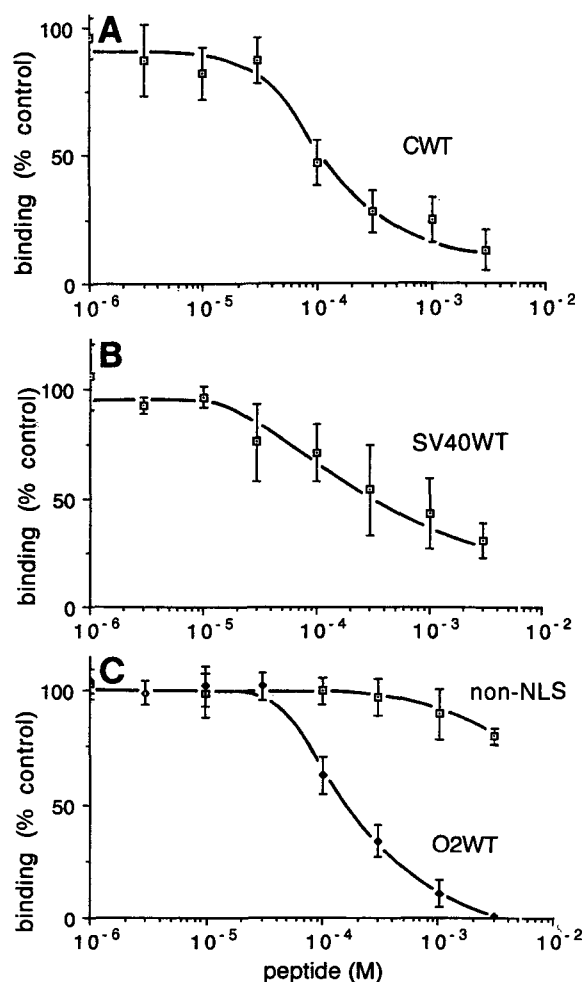 A
binding (% control)
100
50
0
CWT
10⁻⁶ 10⁻⁵ 10⁻⁴ 10⁻³ 10⁻²
B
binding (% control)
100
50
0
SV40WT
10⁻⁶ 10⁻⁵ 10⁻⁴ 10⁻³ 10⁻²
C
binding (% control)
100
50
0
non-NLS
O2WT
10⁻⁶ 10⁻⁵ 10⁻⁴ 10⁻³ 10⁻²
peptide (M)